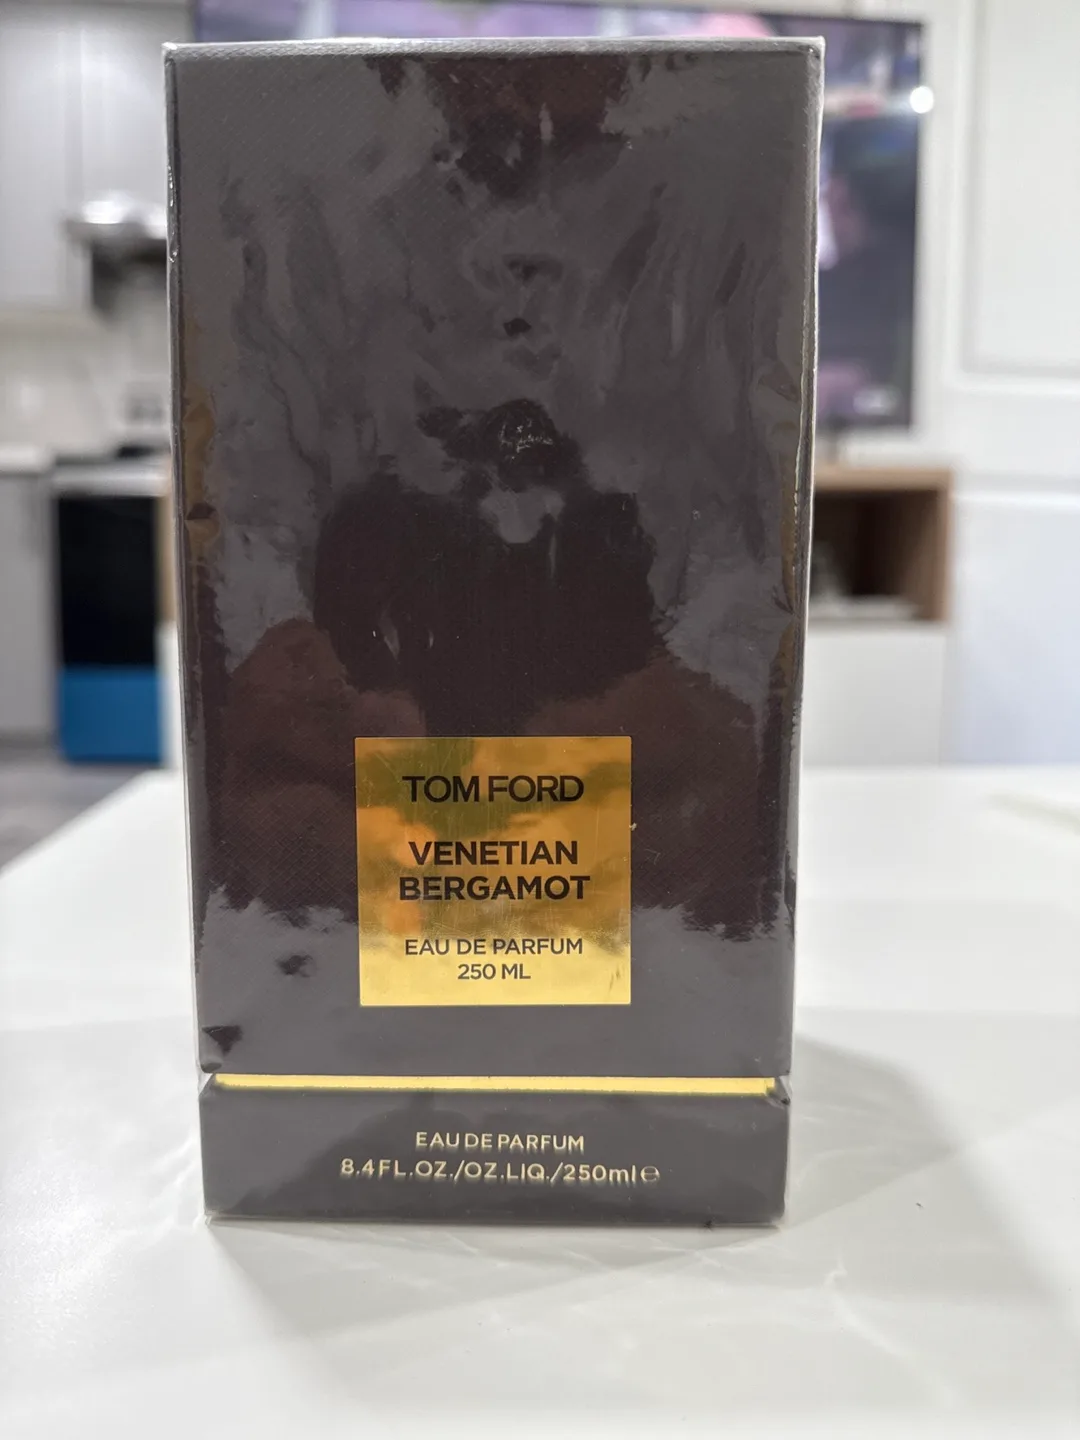 TOM FORD
VENETIAN
BERGAMOT
EAU DE PARFUM
250 ML
EAU DE PARFUM
8.4FL.OZ./OZ.LIQ./250ml℮